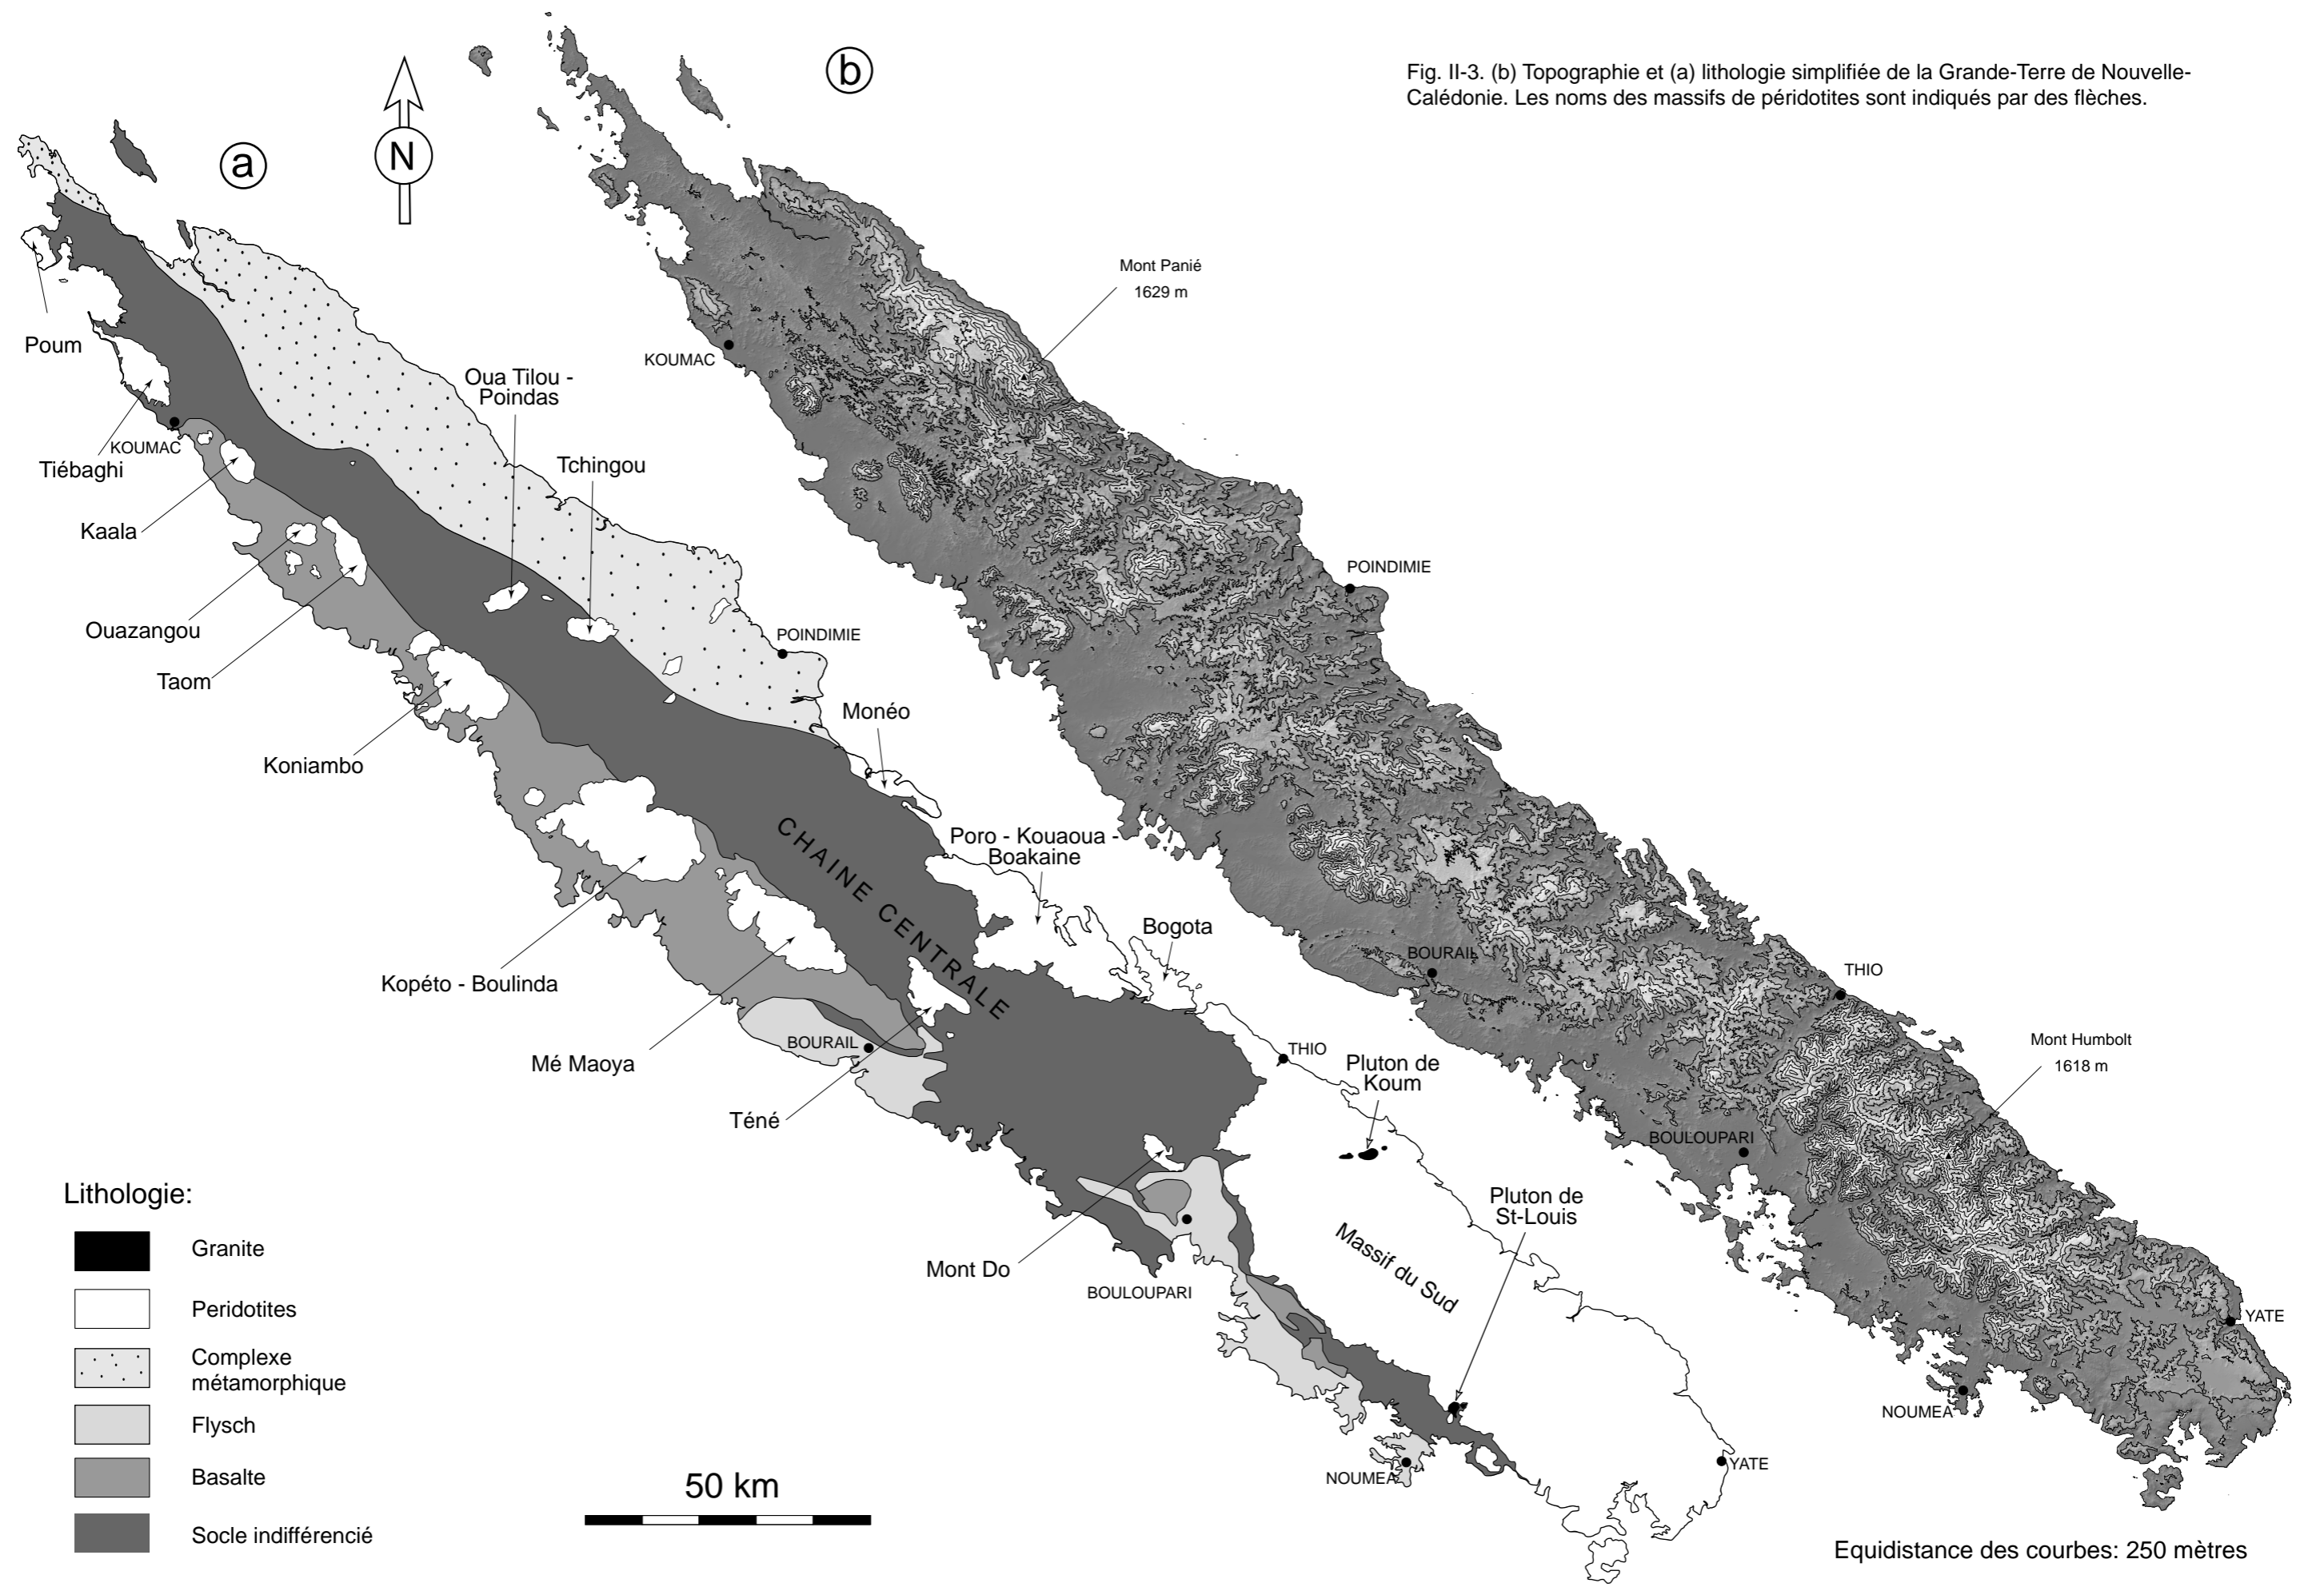 Fig. II-3. (b) Topographie et (a) lithologie simplifiée de la Grande-Terre de Nouvelle-
Calédonie. Les noms des massifs de péridotites sont indiqués par des flèches.
a
N
b
Poum
Tiébaghi
KOUMAC
Kaala
Ouazangou
Taom
Koniambo
Oua Tilou -
Poindas
Tchingou
POINDIMIE
Monéo
Poro - Kouaoua -
Boakaine
Bogota
CHAINE CENTRALE
Kopéto - Boulinda
BOURAIL
Mé Maoya
Téné
THIO
Pluton de
Koum
Mont Do
BOULOUPARI
Massif du Sud
Pluton de
St-Louis
NOUMEA
YATE
Mont Panié
1629 m
KOUMAC
POINDIMIE
BOURAIL
THIO
Mont Humbolt
1618 m
BOULOUPARI
YATE
NOUMEA
Lithologie:
Granite
Peridotites
Complexe
métamorphique
Flysch
Basalte
Socle indifférencié
50 km
Equidistance des courbes: 250 mètres